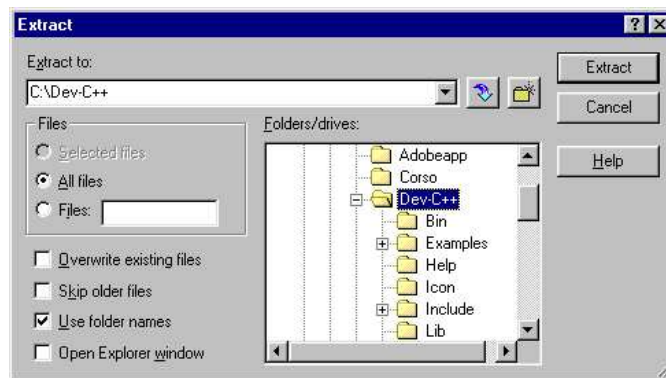 Extract
Extract to:
C:\Dev-C++
Files
Selected files
All files
Files:
Overwrite existing files
Skip older files
Use folder names
Open Explorer window
Folders/drives:
Adobeapp
Corso
Dev-C++
Bin
Examples
Help
Icon
Include
Lib
Extract
Cancel
Help